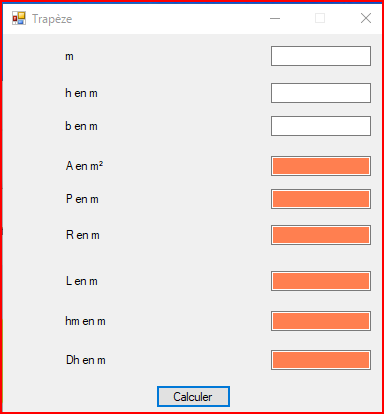 Trapèze
m
h en m
b en m
A en m²
P en m
R en m
L en m
hm en m
Dh en m
Calculer